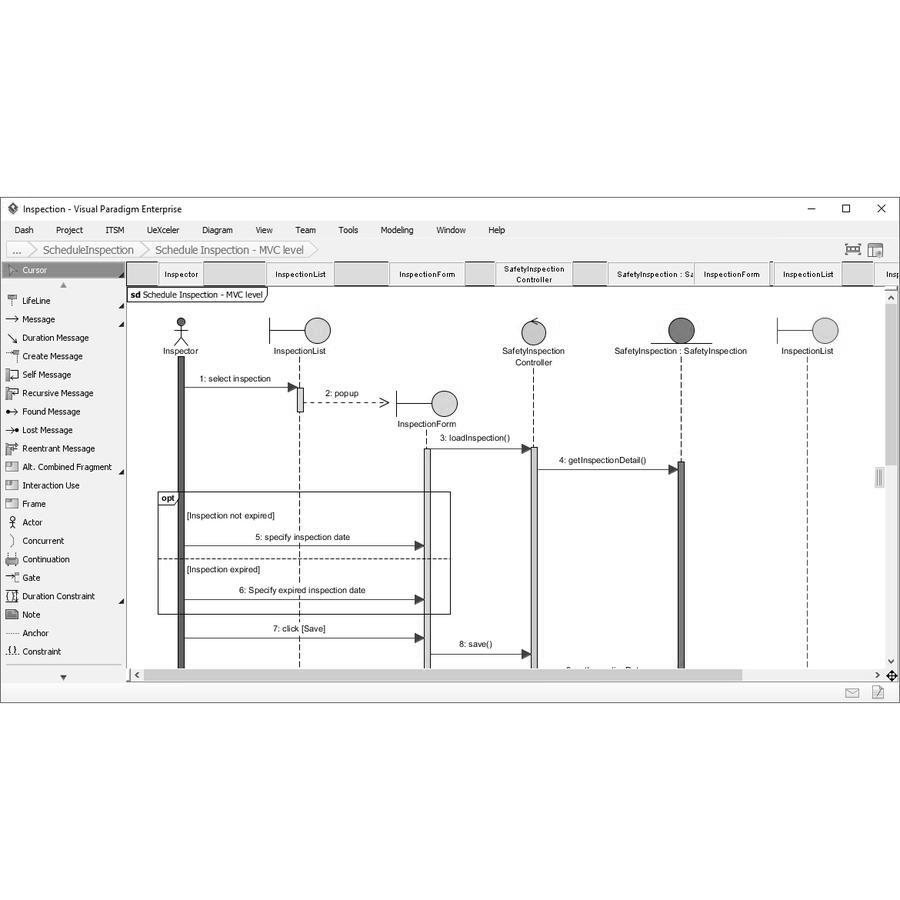 Inspection - Visual Paradigm Enterprise
Dash Project ITSM UeXceler Diagram View Team Tools Modeling Window Help
... ScheduleInspection Schedule Inspection - MVC level
Cursor
LifeLine
Message
Duration Message
Create Message
Self Message
Recursive Message
Found Message
Lost Message
Reentrant Message
Alt. Combined Fragment
Interaction Use
Frame
Actor
Concurrent
Continuation
Gate
Duration Constraint
Note
Anchor
Constraint
Inspector InspectionList InspectionForm SafetyInspection Controller SafetyInspection : Sa InspectionForm InspectionList Insp
sd Schedule Inspection - MVC level
Inspector
InspectionList
SafetyInspection
Controller
SafetyInspection : SafetyInspection
InspectionList
1: select inspection
2: popup
InspectionForm
3: loadInspection()
4: getInspectionDetail()
opt
[Inspection not expired]
5: specify inspection date
[Inspection expired]
6: Specify expired inspection date
7: click [Save]
8: save()